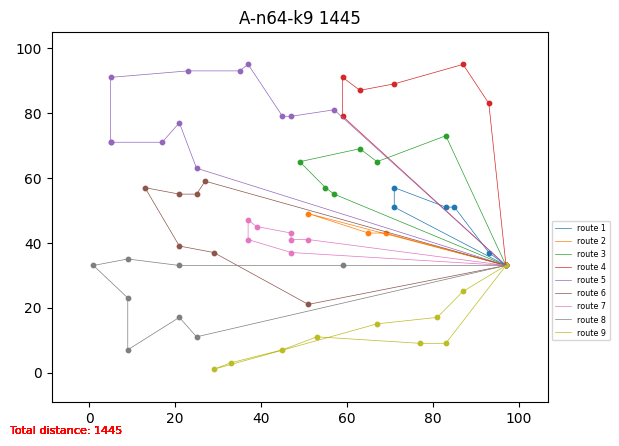 A-n64-k9 1445
100
80
60
40
20
0
0 20 40 60 80 100
route 1
route 2
route 3
route 4
route 5
route 6
route 7
route 8
route 9
Total distance: 1445